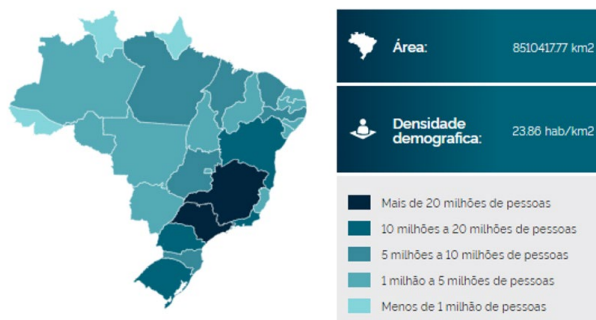 Área:
8510417.77 km2
Densidade
demografica:
23.86 hab/km2
Mais de 20 milhões de pessoas
10 milhões a 20 milhões de pessoas
5 milhões a 10 milhões de pessoas
1 milhão a 5 milhões de pessoas
Menos de 1 milhão de pessoas